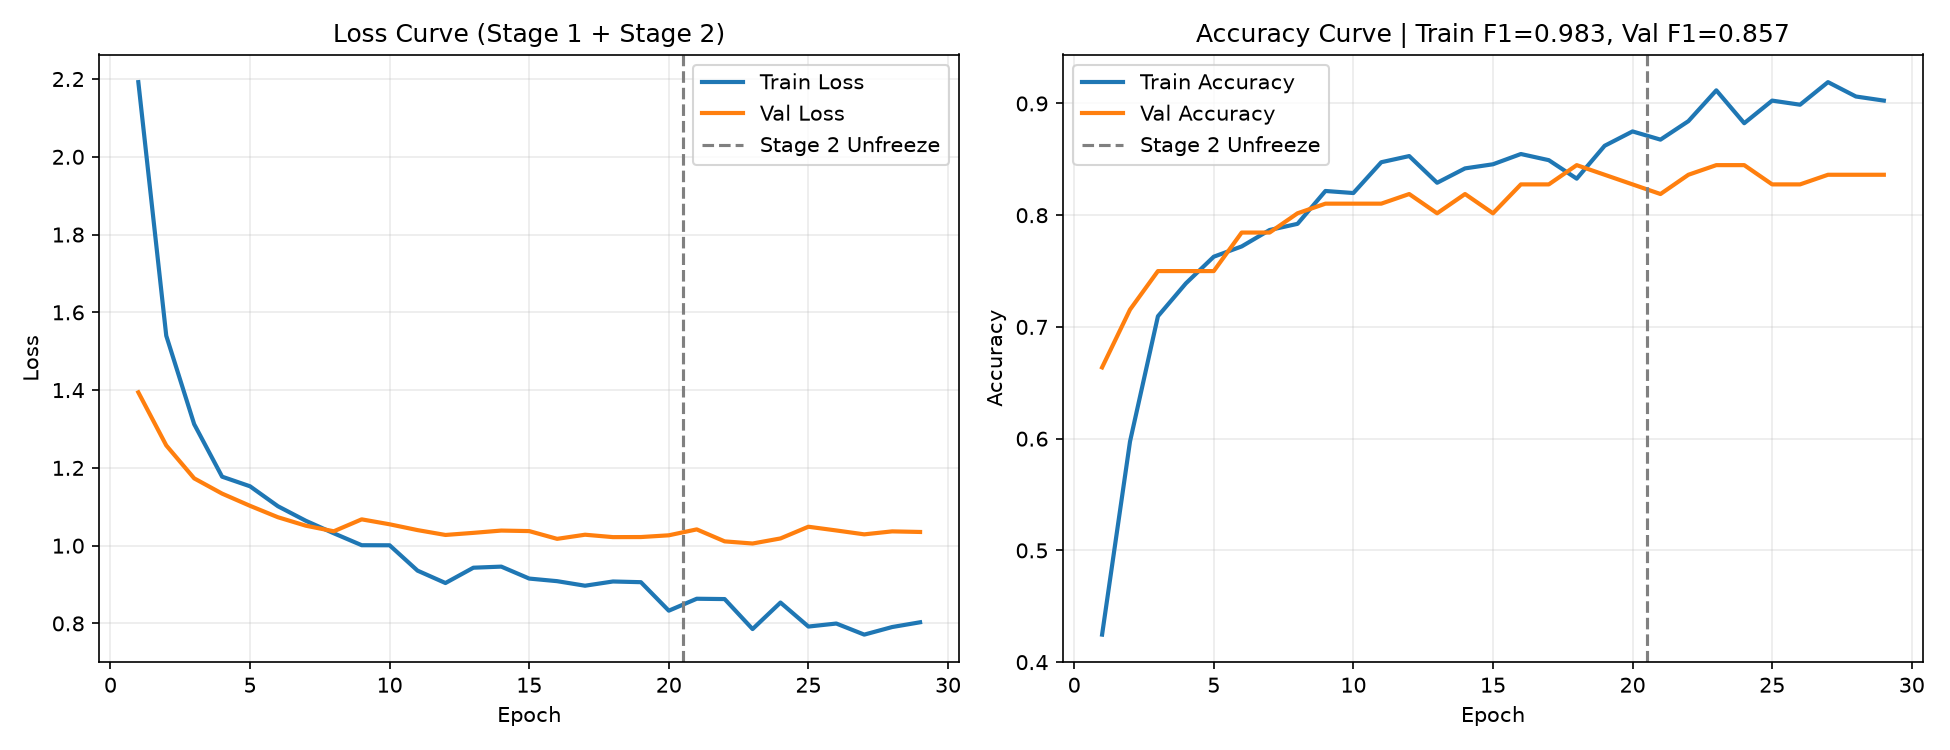 Loss Curve (Stage 1 + Stage 2)
2.2
2.0
1.8
1.6
1.4
1.2
1.0
0.8
Loss
Train Loss
Val Loss
Stage 2 Unfreeze
0 5 10 15 20 25 30
Epoch
Accuracy Curve | Train F1=0.983, Val F1=0.857
0.9
0.8
0.7
0.6
0.5
0.4
Accuracy
Train Accuracy
Val Accuracy
Stage 2 Unfreeze
0 5 10 15 20 25 30
Epoch